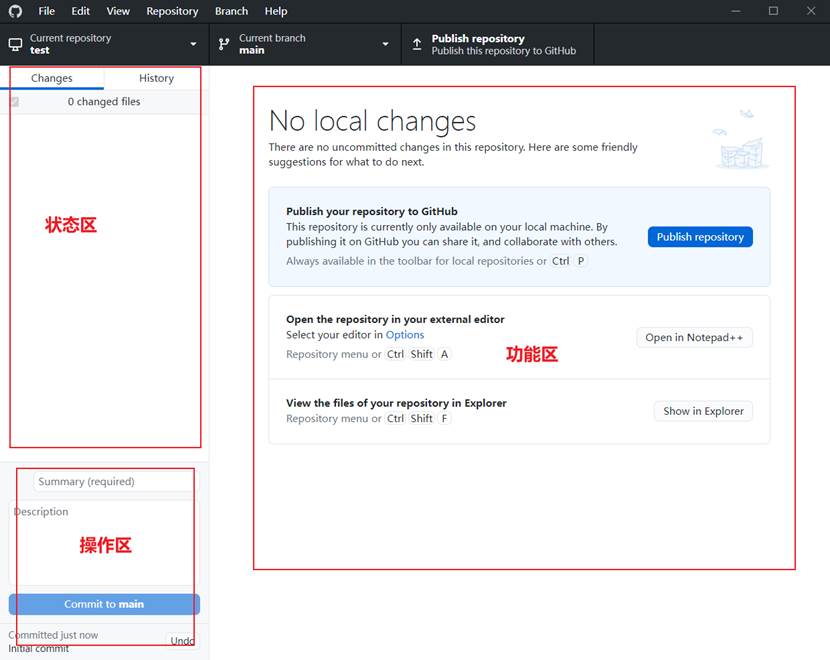 File Edit View Repository Branch Help
Current repository
test
Current branch
main
Publish repository
Publish this repository to GitHub
Changes History
0 changed files
状态区
No local changes
There are no uncommitted changes in this repository. Here are some friendly
suggestions for what to do next.
Publish your repository to GitHub
This repository is currently only available on your local machine. By
publishing it on GitHub you can share it, and collaborate with others.
Always available in the toolbar for local repositories or Ctrl P
Publish repository
Open the repository in your external editor
Select your editor in Options
Repository menu or Ctrl Shift A
Open in Notepad++
功能区
View the files of your repository in Explorer
Repository menu or Ctrl Shift F
Show in Explorer
Summary (required)
Description
操作区
Commit to main
Committed just now
Initial commit
Undo